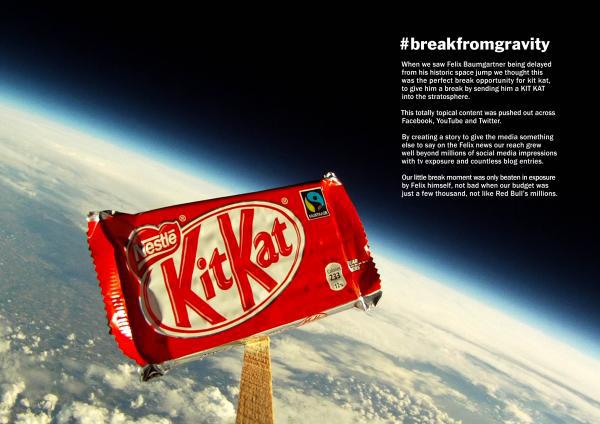 #breakfromgravity
When we saw Felix Baumgartner being delayed
from his historic space jump we thought this
was the perfect break opportunity for kit kat,
to give him a break by sending him a KIT KAT
into the stratosphere.
This totally topical content was pushed out across
Facebook, YouTube and Twitter.
By creating a story to give the media something
else to say on the Felix news our reach grew
well beyond millions of social media impressions
with tv exposure and countless blog entries.
Our little break moment was only beaten in exposure
by Felix himself, not bad when our budget was
just a few thousand, not like Red Bull's millions.
Nestlé
®
KitKat
®
FAIRTRADE
Calories
233
12%